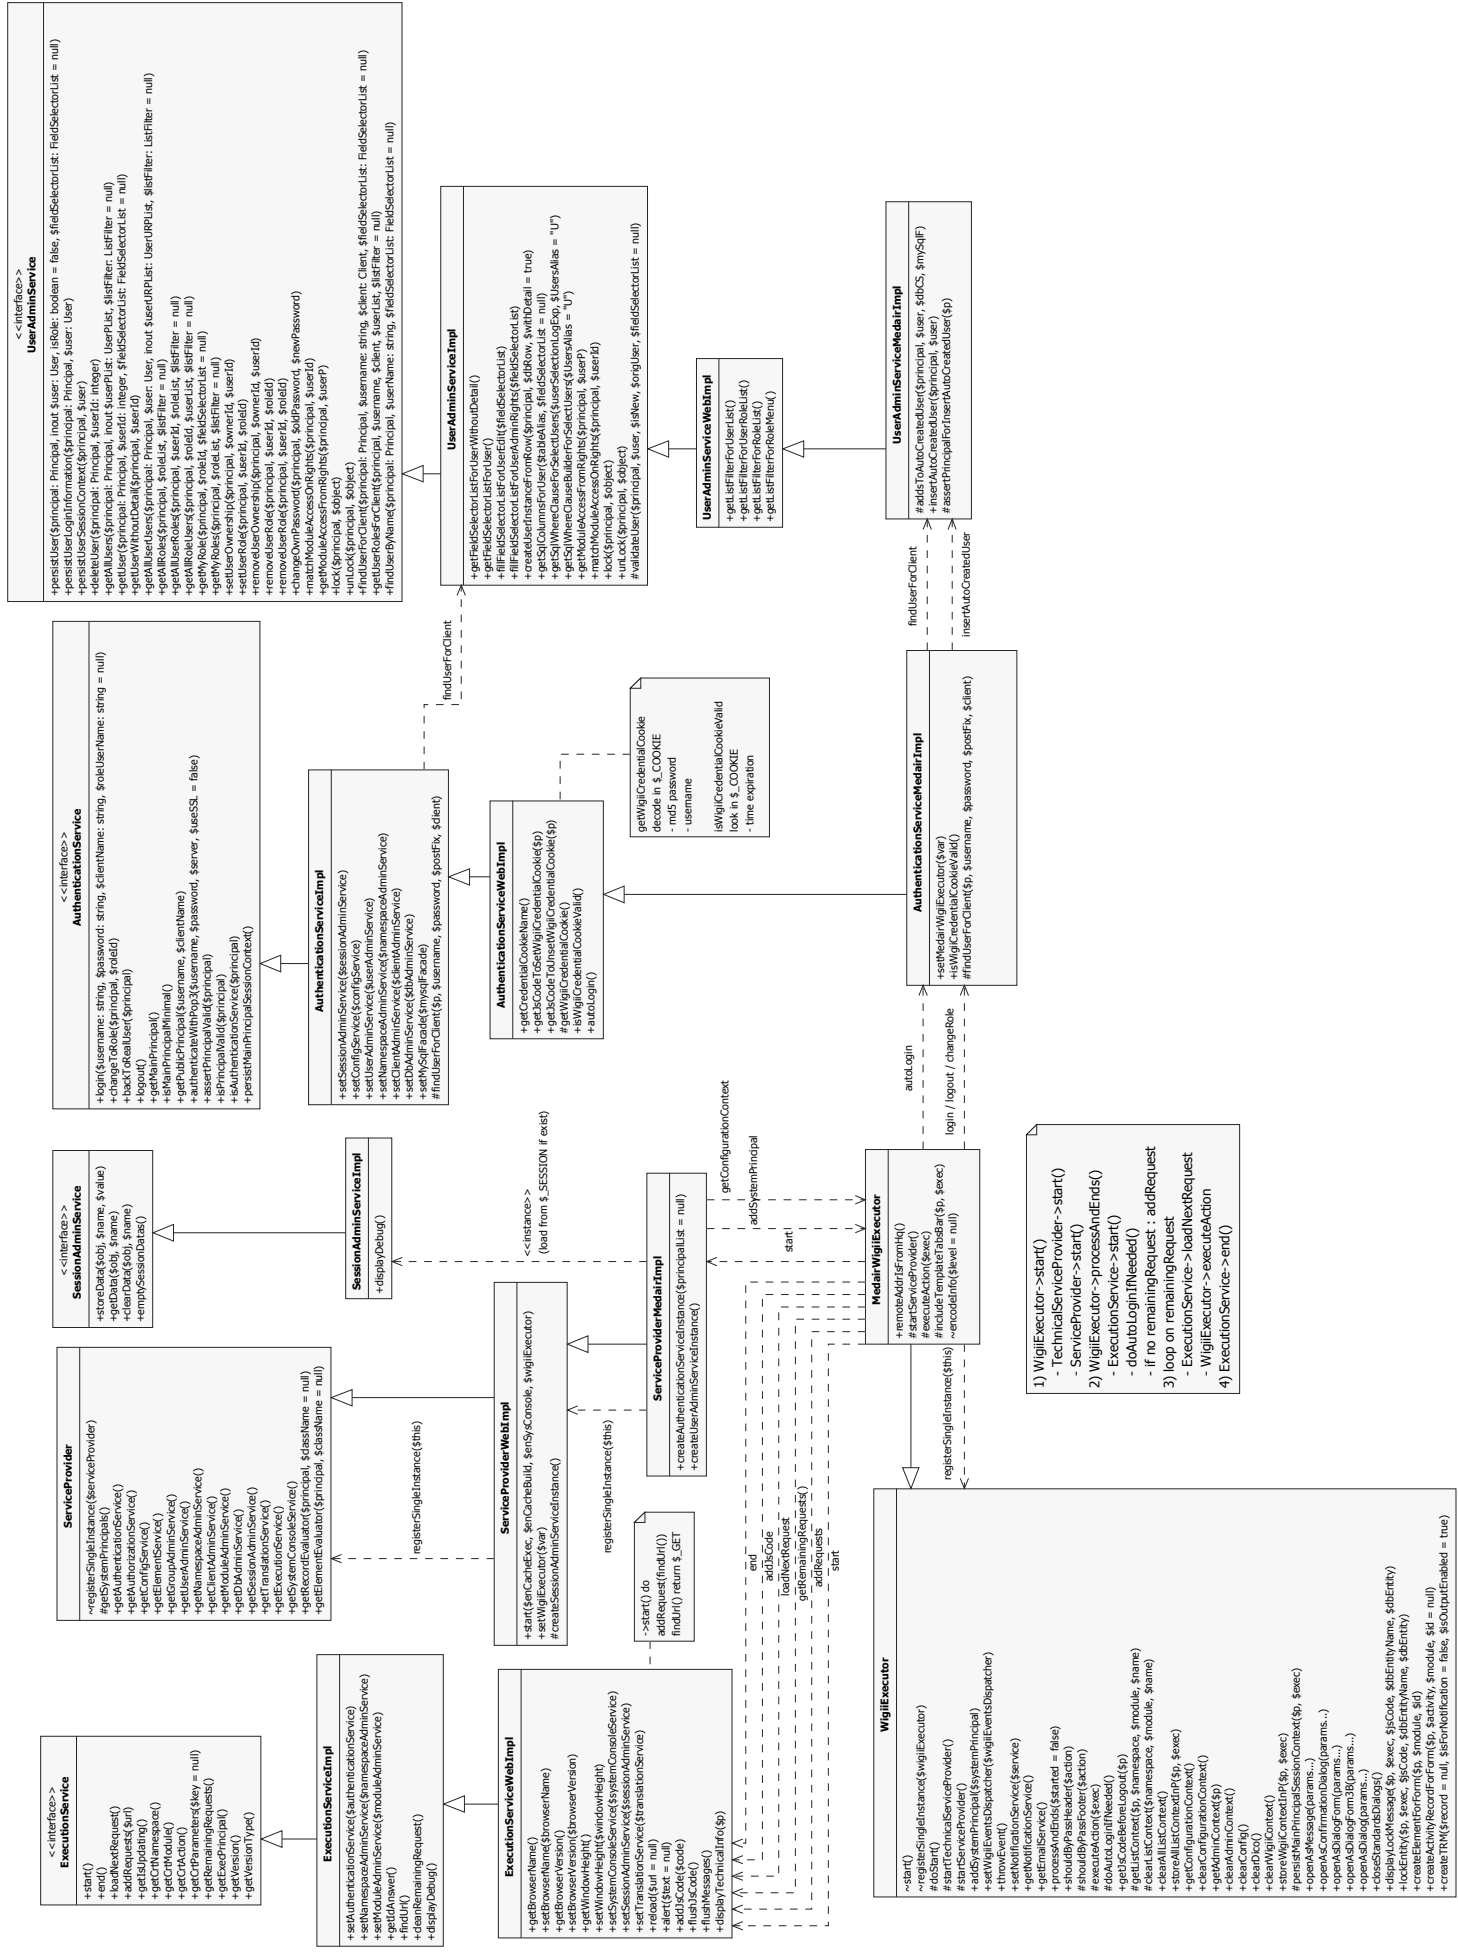 <<interface>>
ExecutionService
+start()
+end()
+loadNextRequest()
+addRequests($url)
+getIsUpdating()
+getCrtNamespace()
+getCrtModule()
+getCrtAction()
+getCrtParameters($key = null)
+getRemainingRequests()
+getExecPrincipal()
+getVersion()
+getVersionType()
ExecutionServiceImpl
+setAuthenticationService($authenticationService)
+setNamespaceAdminService($namespaceAdminService)
+setModuleAdminService($moduleAdminService)
+getIdAnswer()
+findUrl()
+cleanRemainingRequest()
+displayDebug()
ExecutionServiceWebImpl
+getBrowserName()
+setBrowserName($browserName)
+getBrowserVersion()
+setBrowserVersion($browserVersion)
+getWindowHeight()
+setWindowHeight($windowHeight)
+setSystemConsoleService($systemConsoleService)
+setSessionAdminService($sessionAdminService)
+setTranslationService($translationService)
+reload($url = null)
+alert($text = null)
+addJsCode($code)
+flushJsCode()
+flushMessages()
+displayTechnicalInfo($p)
->start() do
addRequest(findUrl())
findUrl() return $_GET
ServiceProvider
~registerSingleInstance($serviceProvider)
#getSystemPrincipals()
+getAuthenticationService()
+getAuthorizationService()
+getConfigService()
+getElementService()
+getGroupAdminService()
+getUserAdminService()
+getNamespaceAdminService()
+getClientAdminService()
+getModuleAdminService()
+getDbAdminService()
+getSessionAdminService()
+getTranslationService()
+getExecutionService()
+getSystemConsoleService()
+getRecordEvaluator($principal, $className = null)
+getElementEvaluator($principal, $className = null)
registerSingleInstance($this)
ServiceProviderWebImpl
+start($enCacheExec, $enCacheBuild, $enSysConsole, $wigiiExecutor)
+setWigiiExecutor($var)
#createSessionAdminServiceInstance()
registerSingleInstance($this)
ServiceProviderMedairImpl
+createAuthenticationServiceInstance($principalList = null)
+createUserAdminServiceInstance()
<<interface>>
SessionAdminService
+storeData($obj, $name, $value)
+getData($obj, $name)
+clearData($obj, $name)
+emptySessionDatas()
SessionAdminServiceImpl
+displayDebug()
<<instance>>
(load from $_SESSION if exist)
getConfigurationContext
addSystemPrincipal
start
end
addJsCode
loadNextRequest
getRemainingRequests()
addRequests
start
MedairWigiiExecutor
+remoteAddrIsFromHq()
#startServiceProvider()
#executeAction($exec)
#includeTemplateTabsBar($p, $exec)
~encodeInfo($level = null)
registerSingleInstance($this)
WigiiExecutor
~start()
~registerSingleInstance($wigiiExecutor)
#doStart()
#startTechnicalServiceProvider()
#startServiceProvider()
+addSystemPrincipal($systemPrincipal)
+setWigiiEventsDispatcher($wigiiEventsDispatcher)
+throwEvent()
+setNotificationService($service)
+getNotificationService()
+getEmailService()
+processAndEnds($started = false)
+shouldByPassHeader($action)
#shouldByPassFooter($action)
#executeAction($exec)
#doAutoLoginIfNeeded()
+getJsCodeBeforeLogout($p)
#getListContext($p, $namespace, $module, $name)
#clearListContext($namespace, $module, $name)
+clearAllListContext()
+storeAllListContextInP($p, $exec)
+getConfigurationContext()
+clearConfigurationContext()
+getAdminContext($p)
+clearAdminContext()
+clearConfig()
+clearDico()
+clearWigiiContext()
+storeWigiiContextInP($p, $exec)
#persistMainPrincipalSessionContext($p, $exec)
+openAsMessage(params...)
+openAsConfirmationDialog(params...)
+openAsDialogForm(params...)
+openAsDialogForm3B(params...)
+openAsDialog(params...)
+closeStandardsDialogs()
+displayLockMessage($p, $exec, $jsCode, $dbEntityName, $dbEntity)
+lockEntity($p, $exec, $jsCode, $dbEntityName, $dbEntity)
+createElementForForm($p, $module, $id)
+createActivityRecordForForm($p, $activity, $module, $id = null)
+createTRM($record = null, $isForNotification = false, $isOutputEnabled = true)
1) WigiiExecutor->start()
- TechnicalServiceProvider->start()
- ServiceProvider->start()
2) WigiiExecutor->processAndEnds()
- ExecutionService->start()
- doAutoLoginIfNeeded()
- if no remainingRequest : addRequest
3) loop on remainingRequest
- ExecutionService->loadNextRequest
- WigiiExecutor->executeAction
4) ExecutionService->end()
<<interface>>
AuthenticationService
+login($username: string, $password: string, $clientName: string, $roleUserName: string = null)
+changeToRole($principal, $roleId)
+backToRealUser($principal)
+logout()
+getMainPrincipal()
+isMainPrincipalMinimal()
+getPublicPrincipal($username, $clientName)
+authenticateWithPop3($username, $password, $server, $useSSL = false)
+assertPrincipalValid($principal)
+isPrincipalValid($principal)
+isAuthenticationService($principal)
+persistMainPrincipalSessionContext()
AuthenticationServiceImpl
+setSessionAdminService($sessionAdminService)
+setConfigService($configService)
+setUserAdminService($userAdminService)
+setNamespaceAdminService($namespaceAdminService)
+setClientAdminService($clientAdminService)
+setDbAdminService($dbAdminService)
+setMySqlFacade($mysqlFacade)
#findUserForClient($p, $username, $password, $postFix, $client)
findUserForClient
AuthenticationServiceWebImpl
+getCredentialCookieName()
+getJsCodeToSetWigiiCredentialCookie($p)
+getJsCodeToUnsetWigiiCredentialCookie($p)
#getWigiiCredentialCookie()
+isWigiiCredentialCookieValid()
+autoLogin()
getWigiiCredentialCookie
decode in $_COOKIE
- md5 password
- username
isWigiiCredentialCookieValid
look in $_COOKIE
- time expiration
AuthenticationServiceMedairImpl
+setMedairWigiiExecutor($var)
+isWigiiCredentialCookieValid()
#findUserForClient($p, $username, $password, $postFix, $client)
autoLogin
login / logout / changeRole
findUserForClient
insertAutoCreatedUser
<<interface>>
UserAdminService
+persistUser($principal: Principal, inout $user: User, isRole: boolean = false, $fieldSelectorList: FieldSelectorList = null)
+persistUserLoginInformation($principal: Principal, $user: User)
+persistUserSessionContext($principal, $user)
+deleteUser($principal: Principal, $userId: integer)
+getAllUsers($principal: Principal, inout $userPList: UserPList, $listFilter: ListFilter = null)
+getUser($principal: Principal, $userId: integer, $fieldSelectorList: FieldSelectorList = null)
+getUserWithoutDetail($principal, $userId)
+getAllUserUsers($principal: Principal, $user: User, inout $userURPList: UserURPList, $listFilter: ListFilter = null)
+getAllRoles($principal, $roleList, $listFilter = null)
+getAllUserRoles($principal, $userId, $roleList, $listFilter = null)
+getAllRoleUsers($principal, $roleId, $userList, $listFilter = null)
+getMyRole($principal, $roleId, $fieldSelectorList = null)
+getMyRoles($principal, $roleList, $listFilter = null)
+setUserOwnership($principal, $ownerId, $userId)
+setUserRole($principal, $userId, $roleId)
+removeUserOwnership($principal, $ownerId, $userId)
+removeUserRole($principal, $userId, $roleId)
+removeUserRole($principal, $userId, $roleId)
+changeOwnPassword($principal, $oldPassword, $newPassword)
+matchModuleAccessOnRights($principal, $userId)
+getModuleAccessFromRights($principal, $userP)
+lock($principal, $object)
+unLock($principal, $object)
+findUserForClient($principal: Principal, $username: string, $client: Client, $fieldSelectorList: FieldSelectorList = null)
+getUserRolesForClient($principal, $username, $client, $userList, $listFilter = null)
+findUserByName($principal: Principal, $userName: string, $fieldSelectorList: FieldSelectorList = null)
UserAdminServiceImpl
+getFieldSelectorListForUserWithoutDetail()
+getFieldSelectorListForUser()
+fillFieldSelectorListForUserEdit($fieldSelectorList)
+fillFieldSelectorListForUserAdminRights($fieldSelectorList)
+createUserInstanceFromRow($principal, $dbRow, $withDetail = true)
+getSqlColumnsForUser($tableAlias, $fieldSelectorList = null)
+getSqlWhereClauseForSelectUsers($userSelectionLogExp, $UsersAlias = "U")
+getSqlWhereClauseBuilderForSelectUsers($UsersAlias = "U")
+getModuleAccessFromRights($principal, $userP)
+matchModuleAccessOnRights($principal, $userId)
+lock($principal, $object)
+unLock($principal, $object)
#validateUser($principal, $user, $isNew, $origUser, $fieldSelectorList = null)
UserAdminServiceWebImpl
+getListFilterForUserList()
+getListFilterForUserRoleList()
+getListFilterForRoleList()
+getListFilterForRoleMenu()
UserAdminServiceMedairImpl
#addsToAutoCreatedUser($principal, $user, $dbCS, $mySqlF)
+insertAutoCreatedUser($principal, $user)
#assertPrincipalForInsertAutoCreatedUser($p)